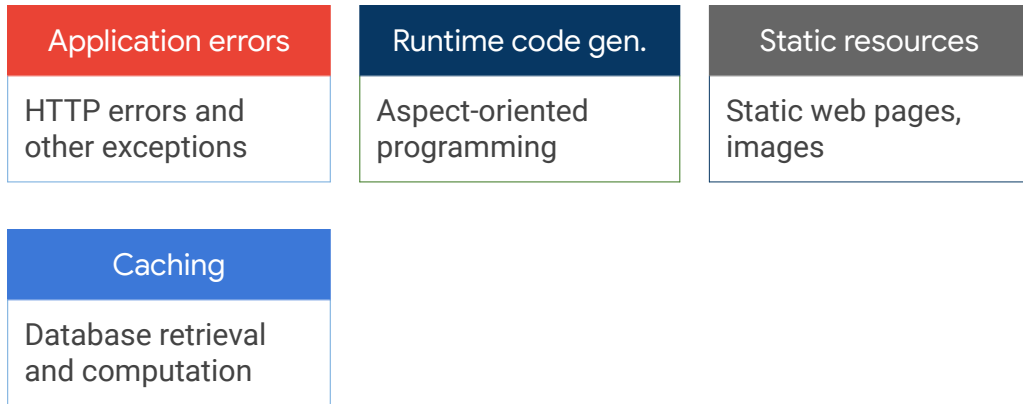 Application errors
HTTP errors and
other exceptions
Runtime code gen.
Aspect-oriented
programming
Static resources
Static web pages,
images
Caching
Database retrieval
and computation